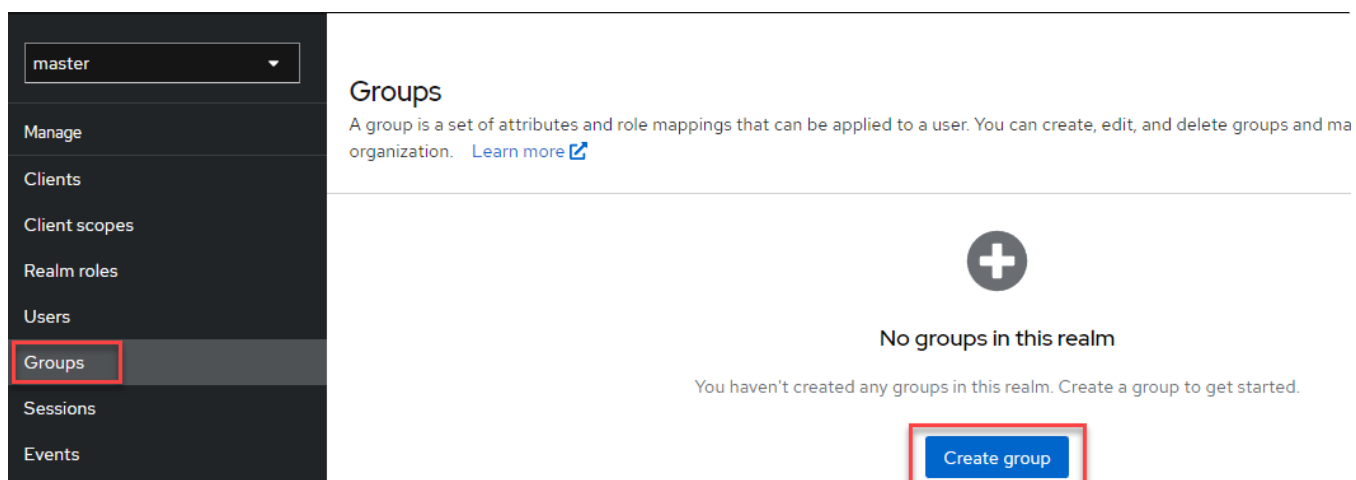 master
Manage
Clients
Client scopes
Realm roles
Users
Groups
Sessions
Events
Groups
A group is a set of attributes and role mappings that can be applied to a user. You can create, edit, and delete groups and ma
organization. Learn more
No groups in this realm
You haven't created any groups in this realm. Create a group to get started.
Create group